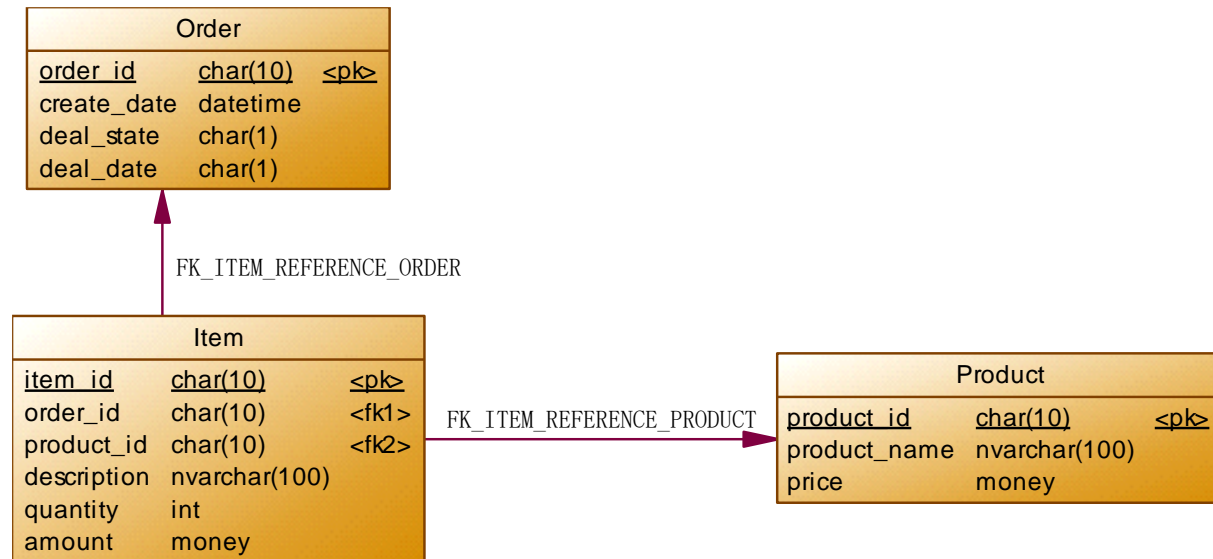 Order
order_id char(10) <pk>
create_date datetime
deal_state char(1)
deal_date char(1)
FK_ITEM_REFERENCE_ORDER
Item
item_id char(10) <pk>
order_id char(10) <fk1>
product_id char(10) <fk2>
description nvarchar(100)
quantity int
amount money
FK_ITEM_REFERENCE_PRODUCT
Product
product_id char(10) <pk>
product_name nvarchar(100)
price money